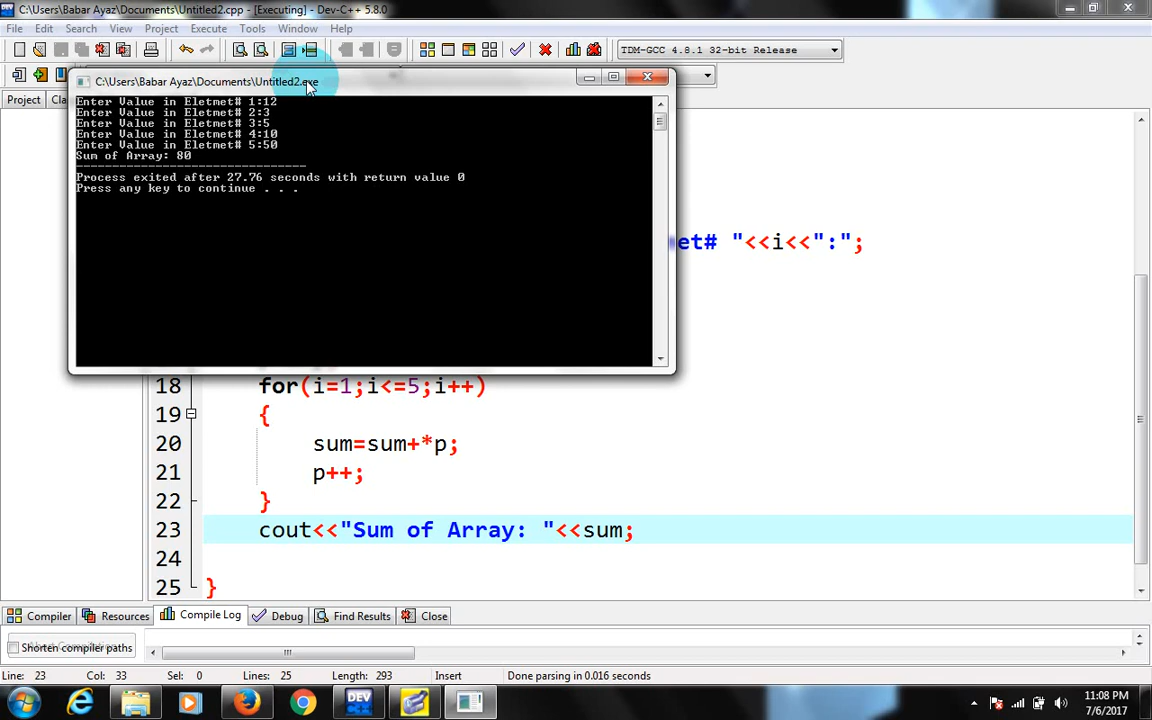 C:\Users\Babar Ayaz\Documents\Untitled2.cpp - [Executing] - Dev-C++ 5.8.0
File Edit Search View Project Execute Tools Window Help
TDM-GCC 4.8.1 32-bit Release
C:\Users\Babar Ayaz\Documents\Untitled2.exe
Project Cla
Enter Value in Eletmet# 1:12
Enter Value in Eletmet# 2:3
Enter Value in Eletmet# 3:5
Enter Value in Eletmet# 4:10
Enter Value in Eletmet# 5:50
Sum of Array: 80
--------------------------------
Process exited after 27.76 seconds with return value 0
Press any key to continue . . .
et# "<<i<<":";
18 for(i=1;i<=5;i++)
19 {
20 sum=sum+*p;
21 p++;
22 }
23 cout<<"Sum of Array: "<<sum;
24
25 }
Compiler Resources Compile Log Debug Find Results Close
Shorten compiler paths
Line: 23 Col: 33 Sel: 0 Lines: 25 Length: 293 Insert Done parsing in 0.016 seconds
DEV
11:08 PM
7/6/2017